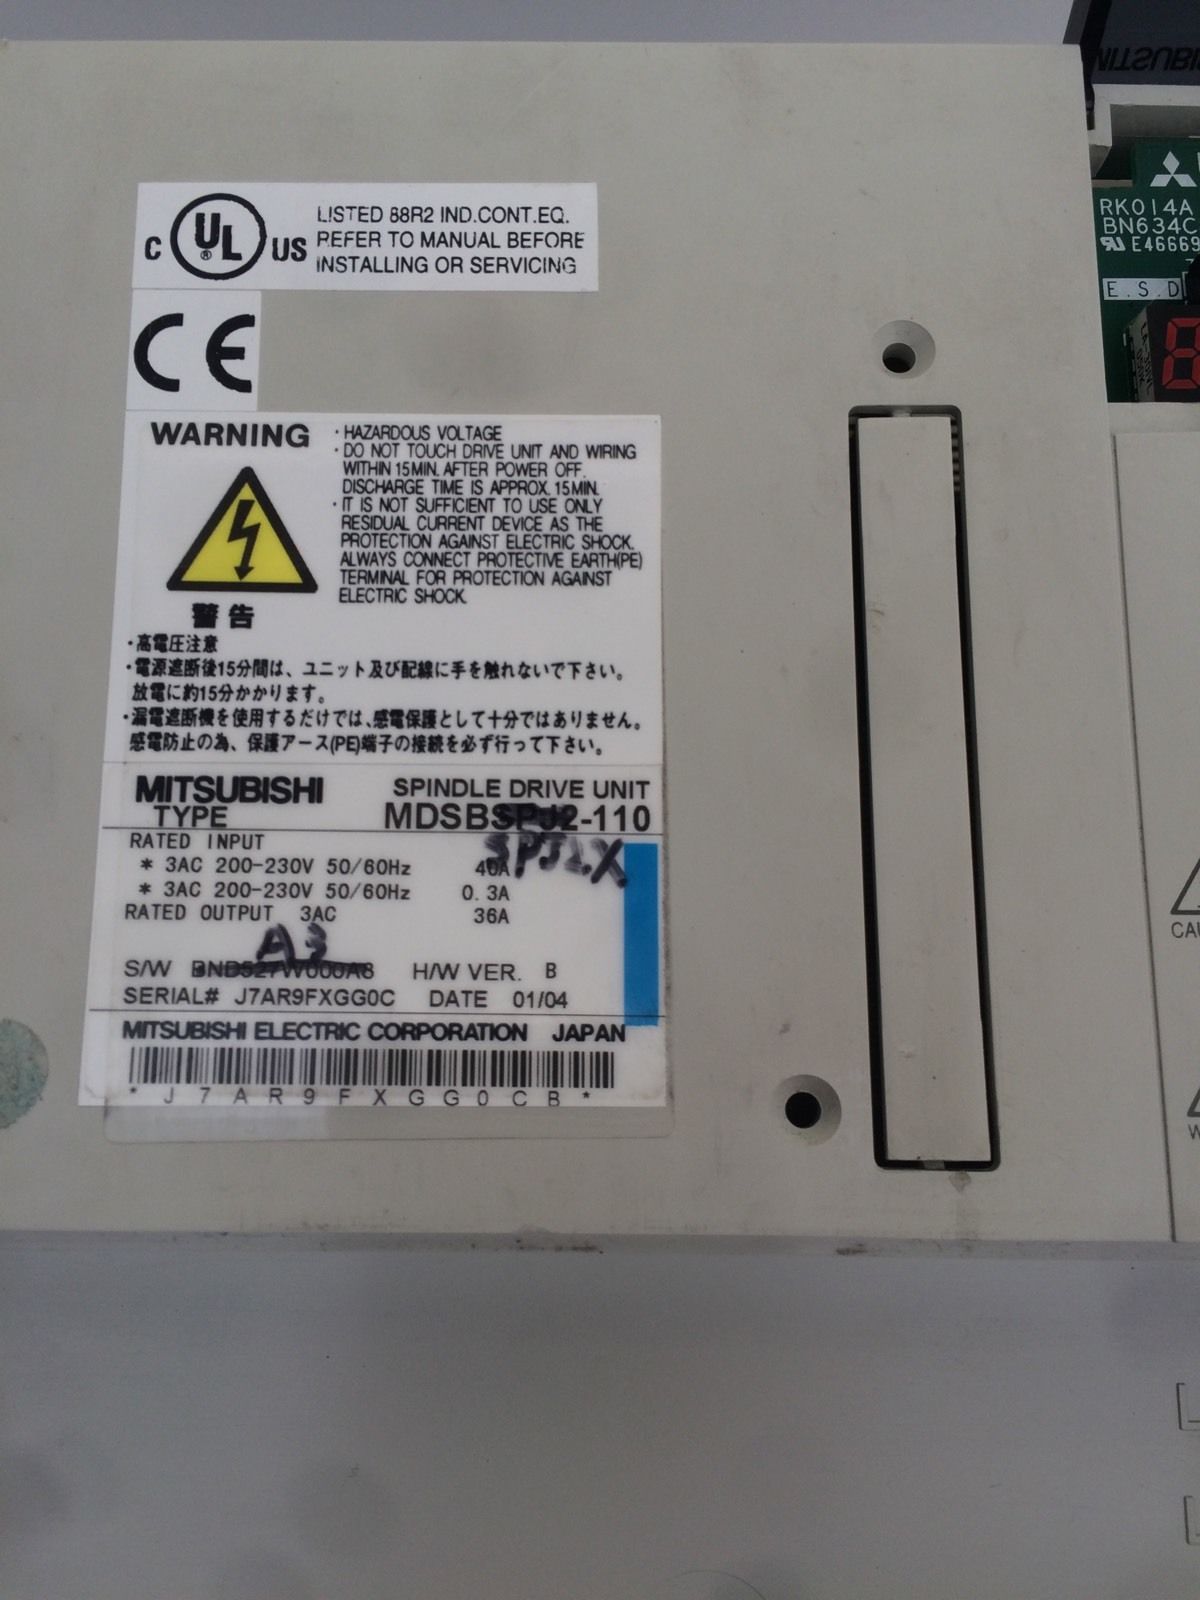 C UL ® US
LISTED 88R2 IND.CONT.EQ.
REFER TO MANUAL BEFORE
INSTALLING OR SERVICING
CE
WARNING
・HAZARDOUS VOLTAGE
・DO NOT TOUCH DRIVE UNIT AND WIRING
WITHIN 15MIN. AFTER POWER OFF.
DISCHARGE TIME IS APPROX. 15MIN.
・IT IS NOT SUFFICIENT TO USE ONLY
RESIDUAL CURRENT DEVICE AS THE
PROTECTION AGAINST ELECTRIC SHOCK.
ALWAYS CONNECT PROTECTIVE EARTH(PE)
TERMINAL FOR PROTECTION AGAINST
ELECTRIC SHOCK.
警告
・高電圧注意
・電源遮断後15分間は、ユニット及び配線に手を触れないで下さい。
放電に約15分かかります。
・漏電遮断機を使用するだけでは、感電保護として十分ではありません。
感電防止の為、保護アース(PE)端子の接続を必ず行って下さい。
MITSUBISHI SPINDLE DRIVE UNIT
TYPE MDSBSPJ2-110
SPJ2X
RATED INPUT
* 3AC 200-230V 50/60Hz 40A
* 3AC 200-230V 50/60Hz 0.3A
RATED OUTPUT 3AC 36A
A3
S/W BND527W000A8 H/W VER. B
SERIAL# J7AR9FXGG0C DATE 01/04
MITSUBISHI ELECTRIC CORPORATION JAPAN
* J 7 A R 9 F X G G 0 C B *
MITSUBI
RK014A
BN634C
E46669
E.S.D
CAU
W